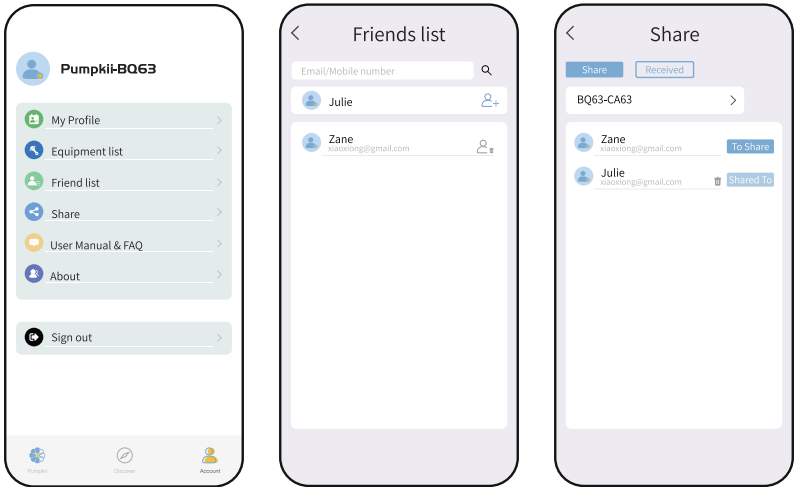 Pumpkii-BQ63
My Profile
Equipment list
Friend list
Share
User Manual & FAQ
About
Sign out
Pumpkii
Discover
Account
Friends list
Email/Mobile number
Julie
Zane
xiaoxiong@gmail.com
Share
Share
Received
BQ63-CA63
Zane
xiaoxiong@gmail.com
To Share
Julie
xiaoxiong@gmail.com
Shared To